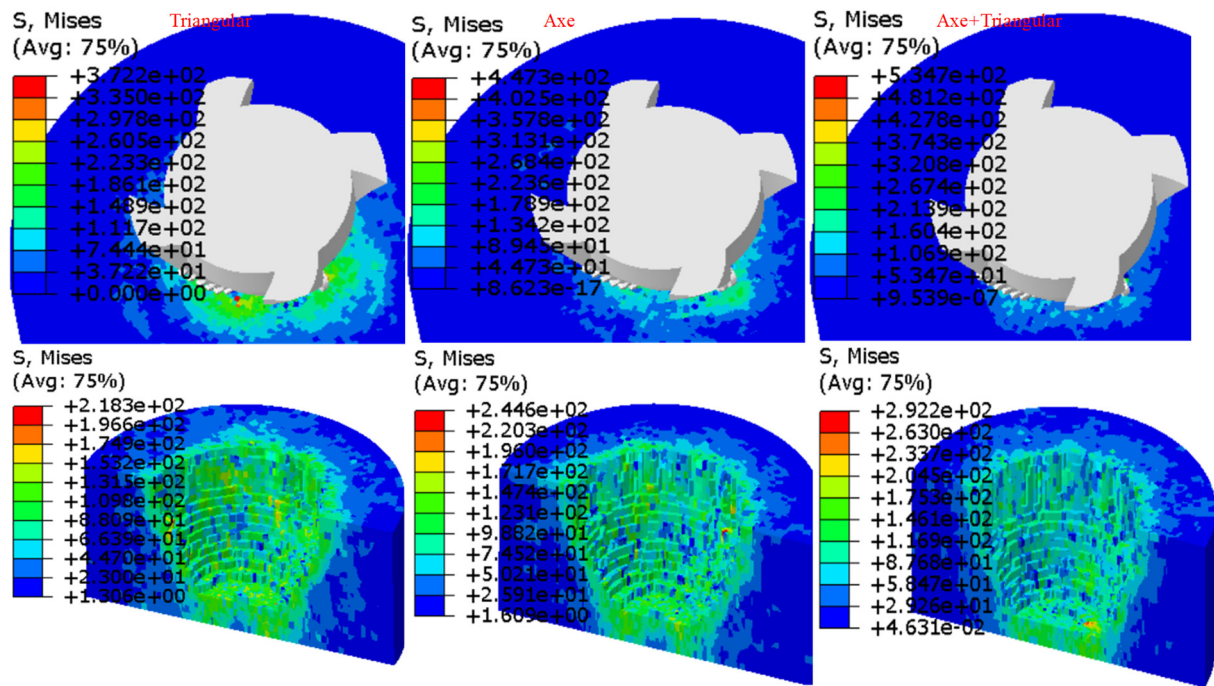 Triangular
S, Mises
(Avg: 75%)
+3.722e+02
+3.350e+02
+2.978e+02
+2.605e+02
+2.233e+02
+1.861e+02
+1.489e+02
+1.117e+02
+7.444e+01
+3.722e+01
+0.000e+00
Axe
S, Mises
(Avg: 75%)
+4.473e+02
+4.025e+02
+3.578e+02
+3.131e+02
+2.684e+02
+2.236e+02
+1.789e+02
+1.342e+02
+8.945e+01
+4.473e+01
+8.623e-17
Axe+Triangular
S, Mises
(Avg: 75%)
+5.347e+02
+4.812e+02
+4.278e+02
+3.743e+02
+3.208e+02
+2.674e+02
+2.139e+02
+1.604e+02
+1.069e+02
+5.347e+01
+9.539e-07
S, Mises
(Avg: 75%)
+2.183e+02
+1.966e+02
+1.749e+02
+1.532e+02
+1.315e+02
+1.098e+02
+8.809e+01
+6.639e+01
+4.470e+01
+2.300e+01
+1.306e+00
S, Mises
(Avg: 75%)
+2.446e+02
+2.203e+02
+1.960e+02
+1.717e+02
+1.474e+02
+1.231e+02
+9.882e+01
+7.452e+01
+5.021e+01
+2.591e+01
+1.609e+00
S, Mises
(Avg: 75%)
+2.922e+02
+2.630e+02
+2.337e+02
+2.045e+02
+1.753e+02
+1.461e+02
+1.169e+02
+8.768e+01
+5.847e+01
+2.926e+01
+4.631e-02